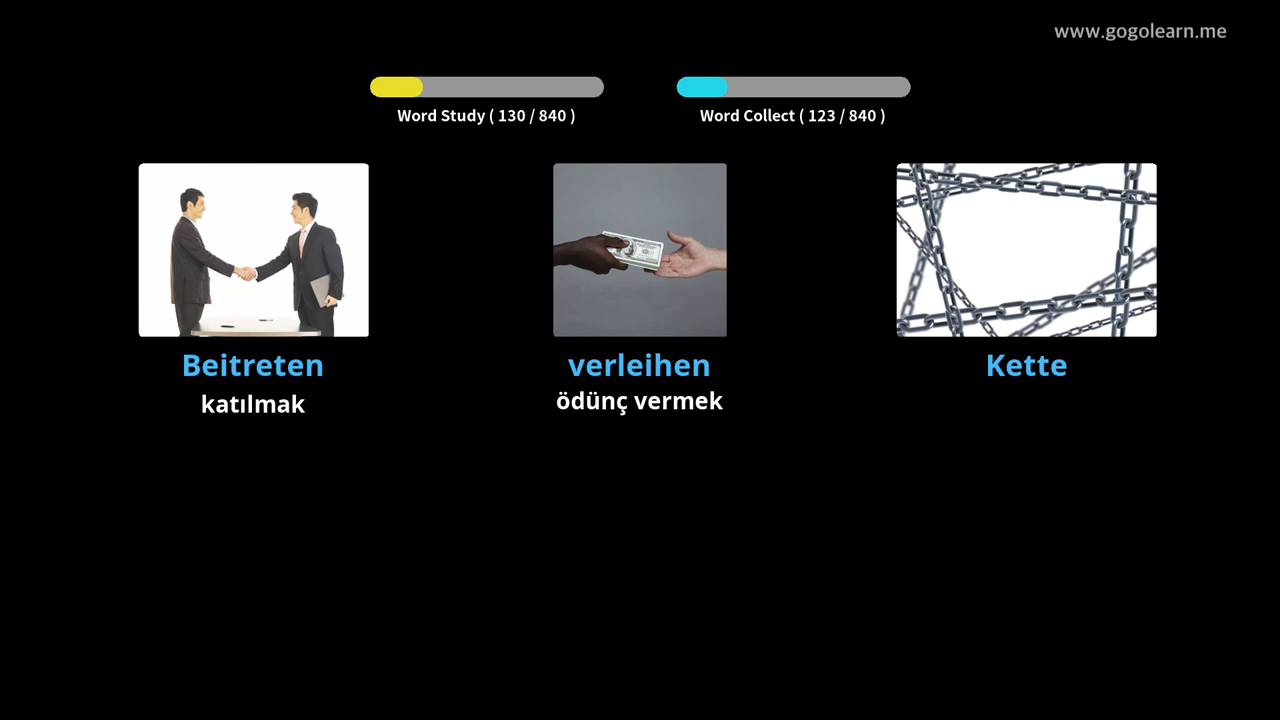 www.gogolearn.me
Word Study ( 130 / 840 )
Word Collect ( 123 / 840 )
Beitreten
katılmak
verleihen
ödünç vermek
Kette